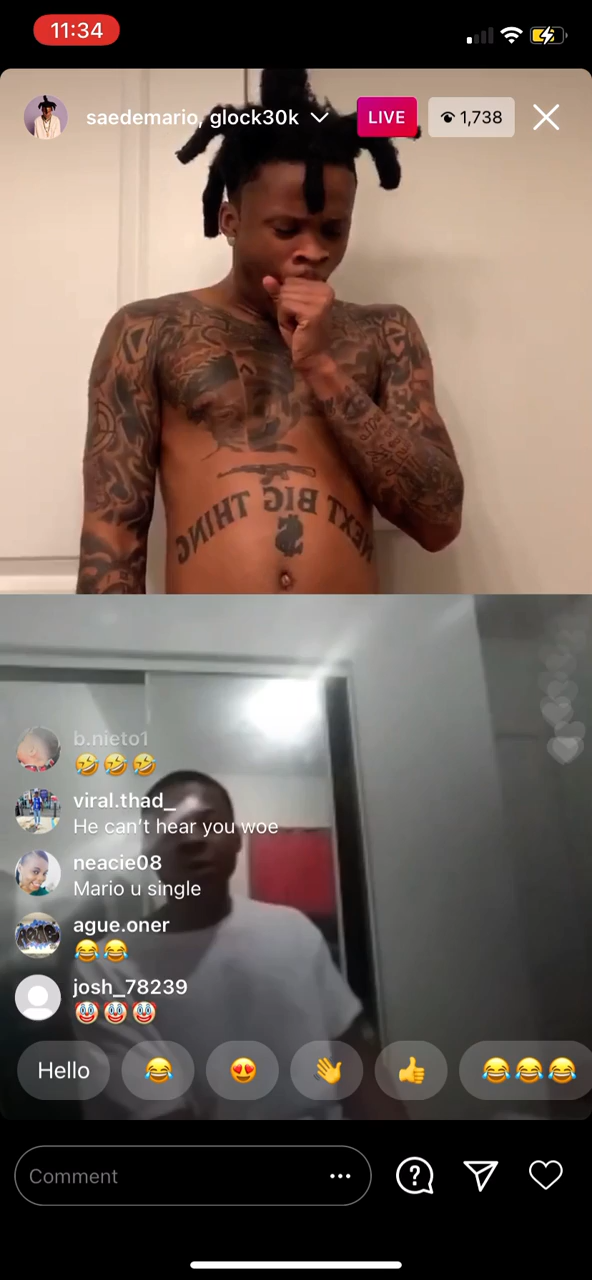 11:34
saedemario, glock30k
LIVE
1,738
NEXT BIG THING
$
b.nieto1
🤣🤣🤣
viral.thad_
He can't hear you woe
neacie08
Mario u single
ague.oner
😂😂
josh_78239
🤡🤡🤡
Hello 😂 😍 👋 👍 😂😂😂
Comment